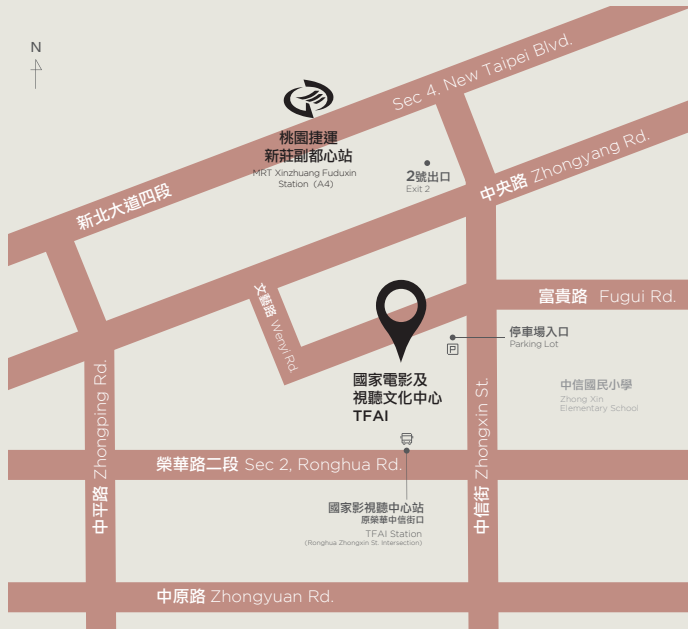 N
Sec 4, New Taipei Blvd.
桃園捷運
新莊副都心站
MRT Xinzhuang Fuduxin
Station (A4)
2號出口
Exit 2
中央路 Zhongyang Rd.
新北大道四段
文藝路 Wenyi Rd.
富貴路 Fugui Rd.
停車場入口
Parking Lot
P
國家電影及
視聽文化中心
TFAI
中信國民小學
Zhong Xin
Elementary School
中平路 Zhongping Rd.
中信街 Zhongxin St.
榮華路二段 Sec 2, Ronghua Rd.
國家影視聽中心站
原榮華中信街口
TFAI Station
(Ronghua Zhongxin St. Intersection)
中原路 Zhongyuan Rd.